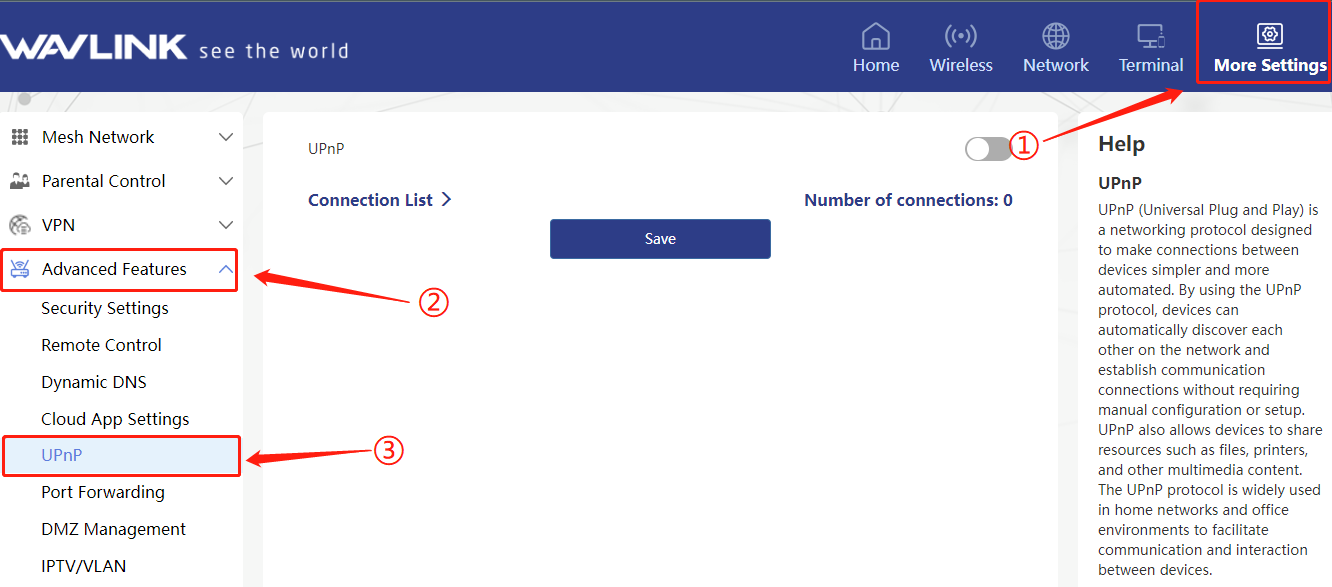 WAVLINK see the world
Home
Wireless
Network
Terminal
More Settings
Mesh Network
Parental Control
VPN
Advanced Features
Security Settings
Remote Control
Dynamic DNS
Cloud App Settings
UPnP
Port Forwarding
DMZ Management
IPTV/VLAN
②
③
UPnP
①
Connection List
Number of connections: 0
Save
Help
UPnP
UPnP (Universal Plug and Play) is
a networking protocol designed
to make connections between
devices simpler and more
automated. By using the UPnP
protocol, devices can
automatically discover each
other on the network and
establish communication
connections without requiring
manual configuration or setup.
UPnP also allows devices to share
resources such as files, printers,
and other multimedia content.
The UPnP protocol is widely used
in home networks and office
environments to facilitate
communication and interaction
between devices.